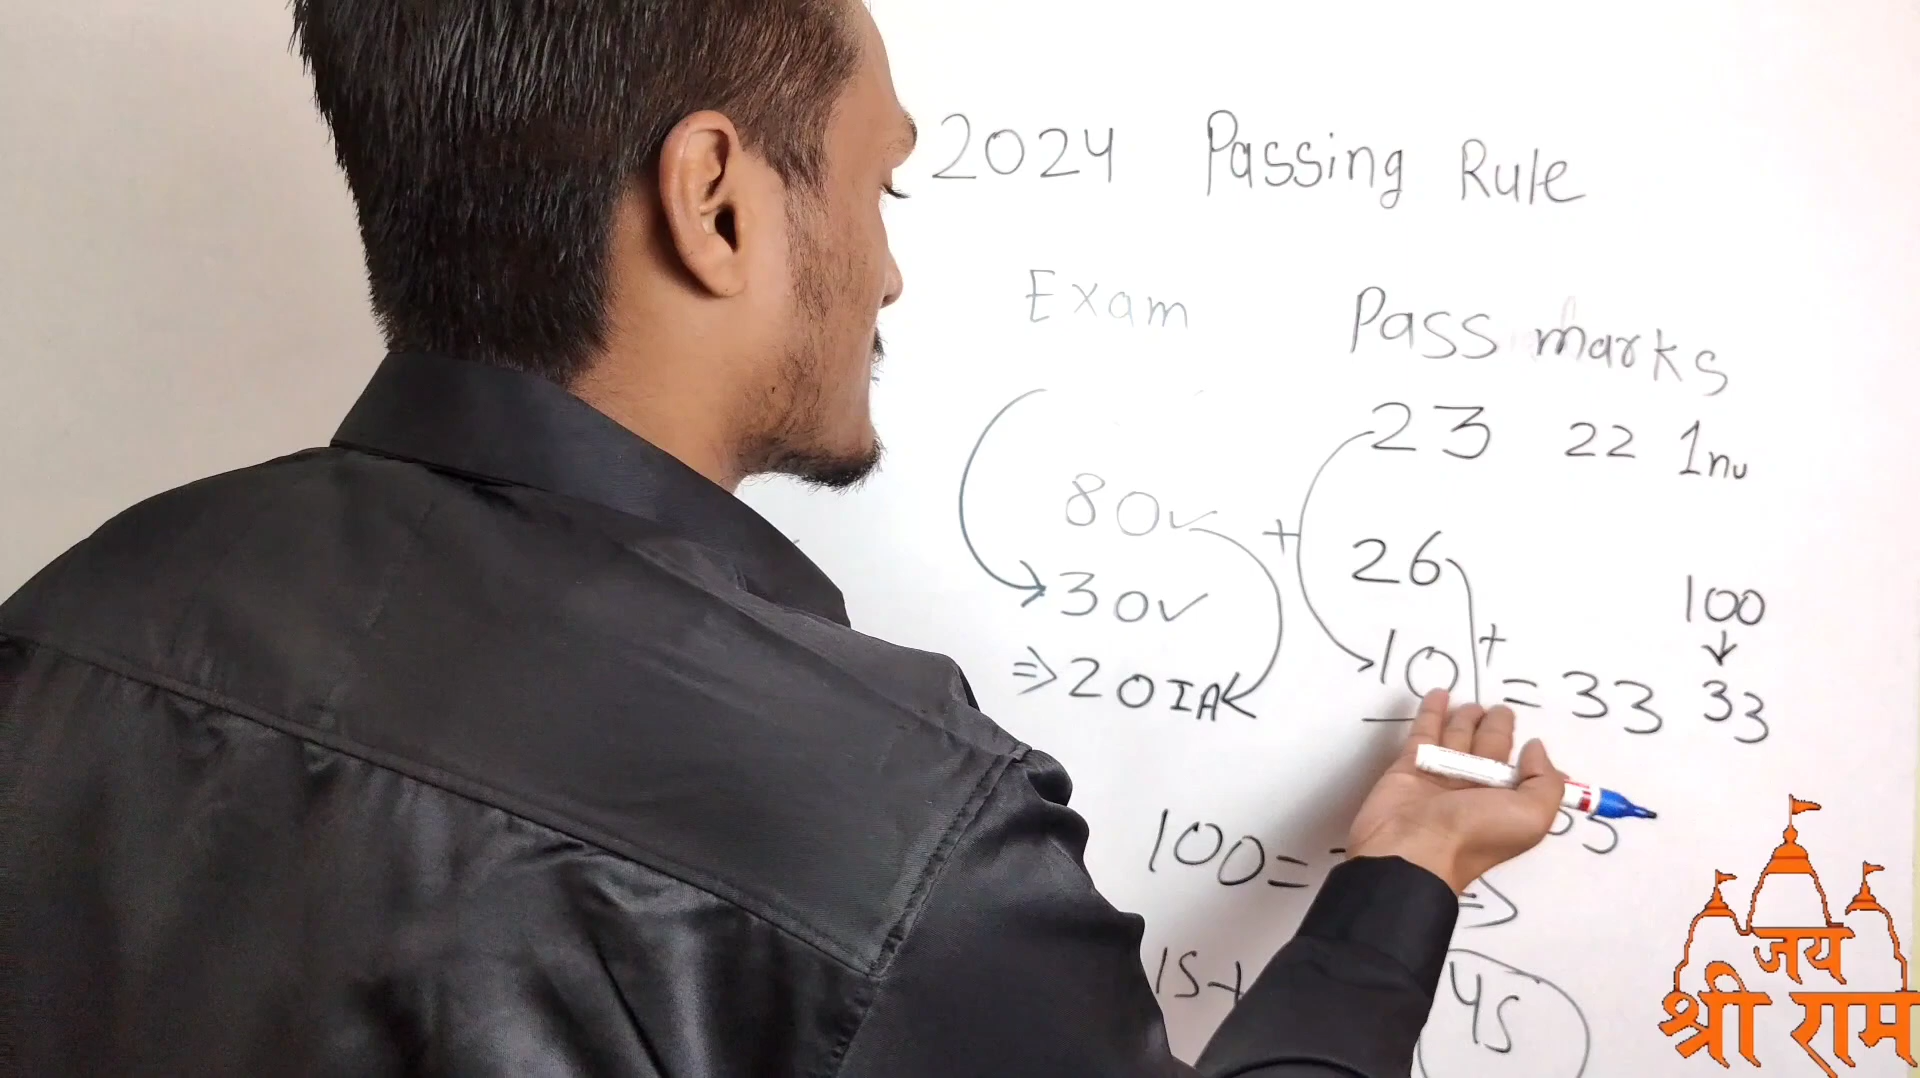 2024 Passing Rule
Exam Pass marks
23 22 1nu
80
26
30
100
10 + = 33 33
=> 20 IA
+
100 =
=>
15+
45
जय
श्री राम